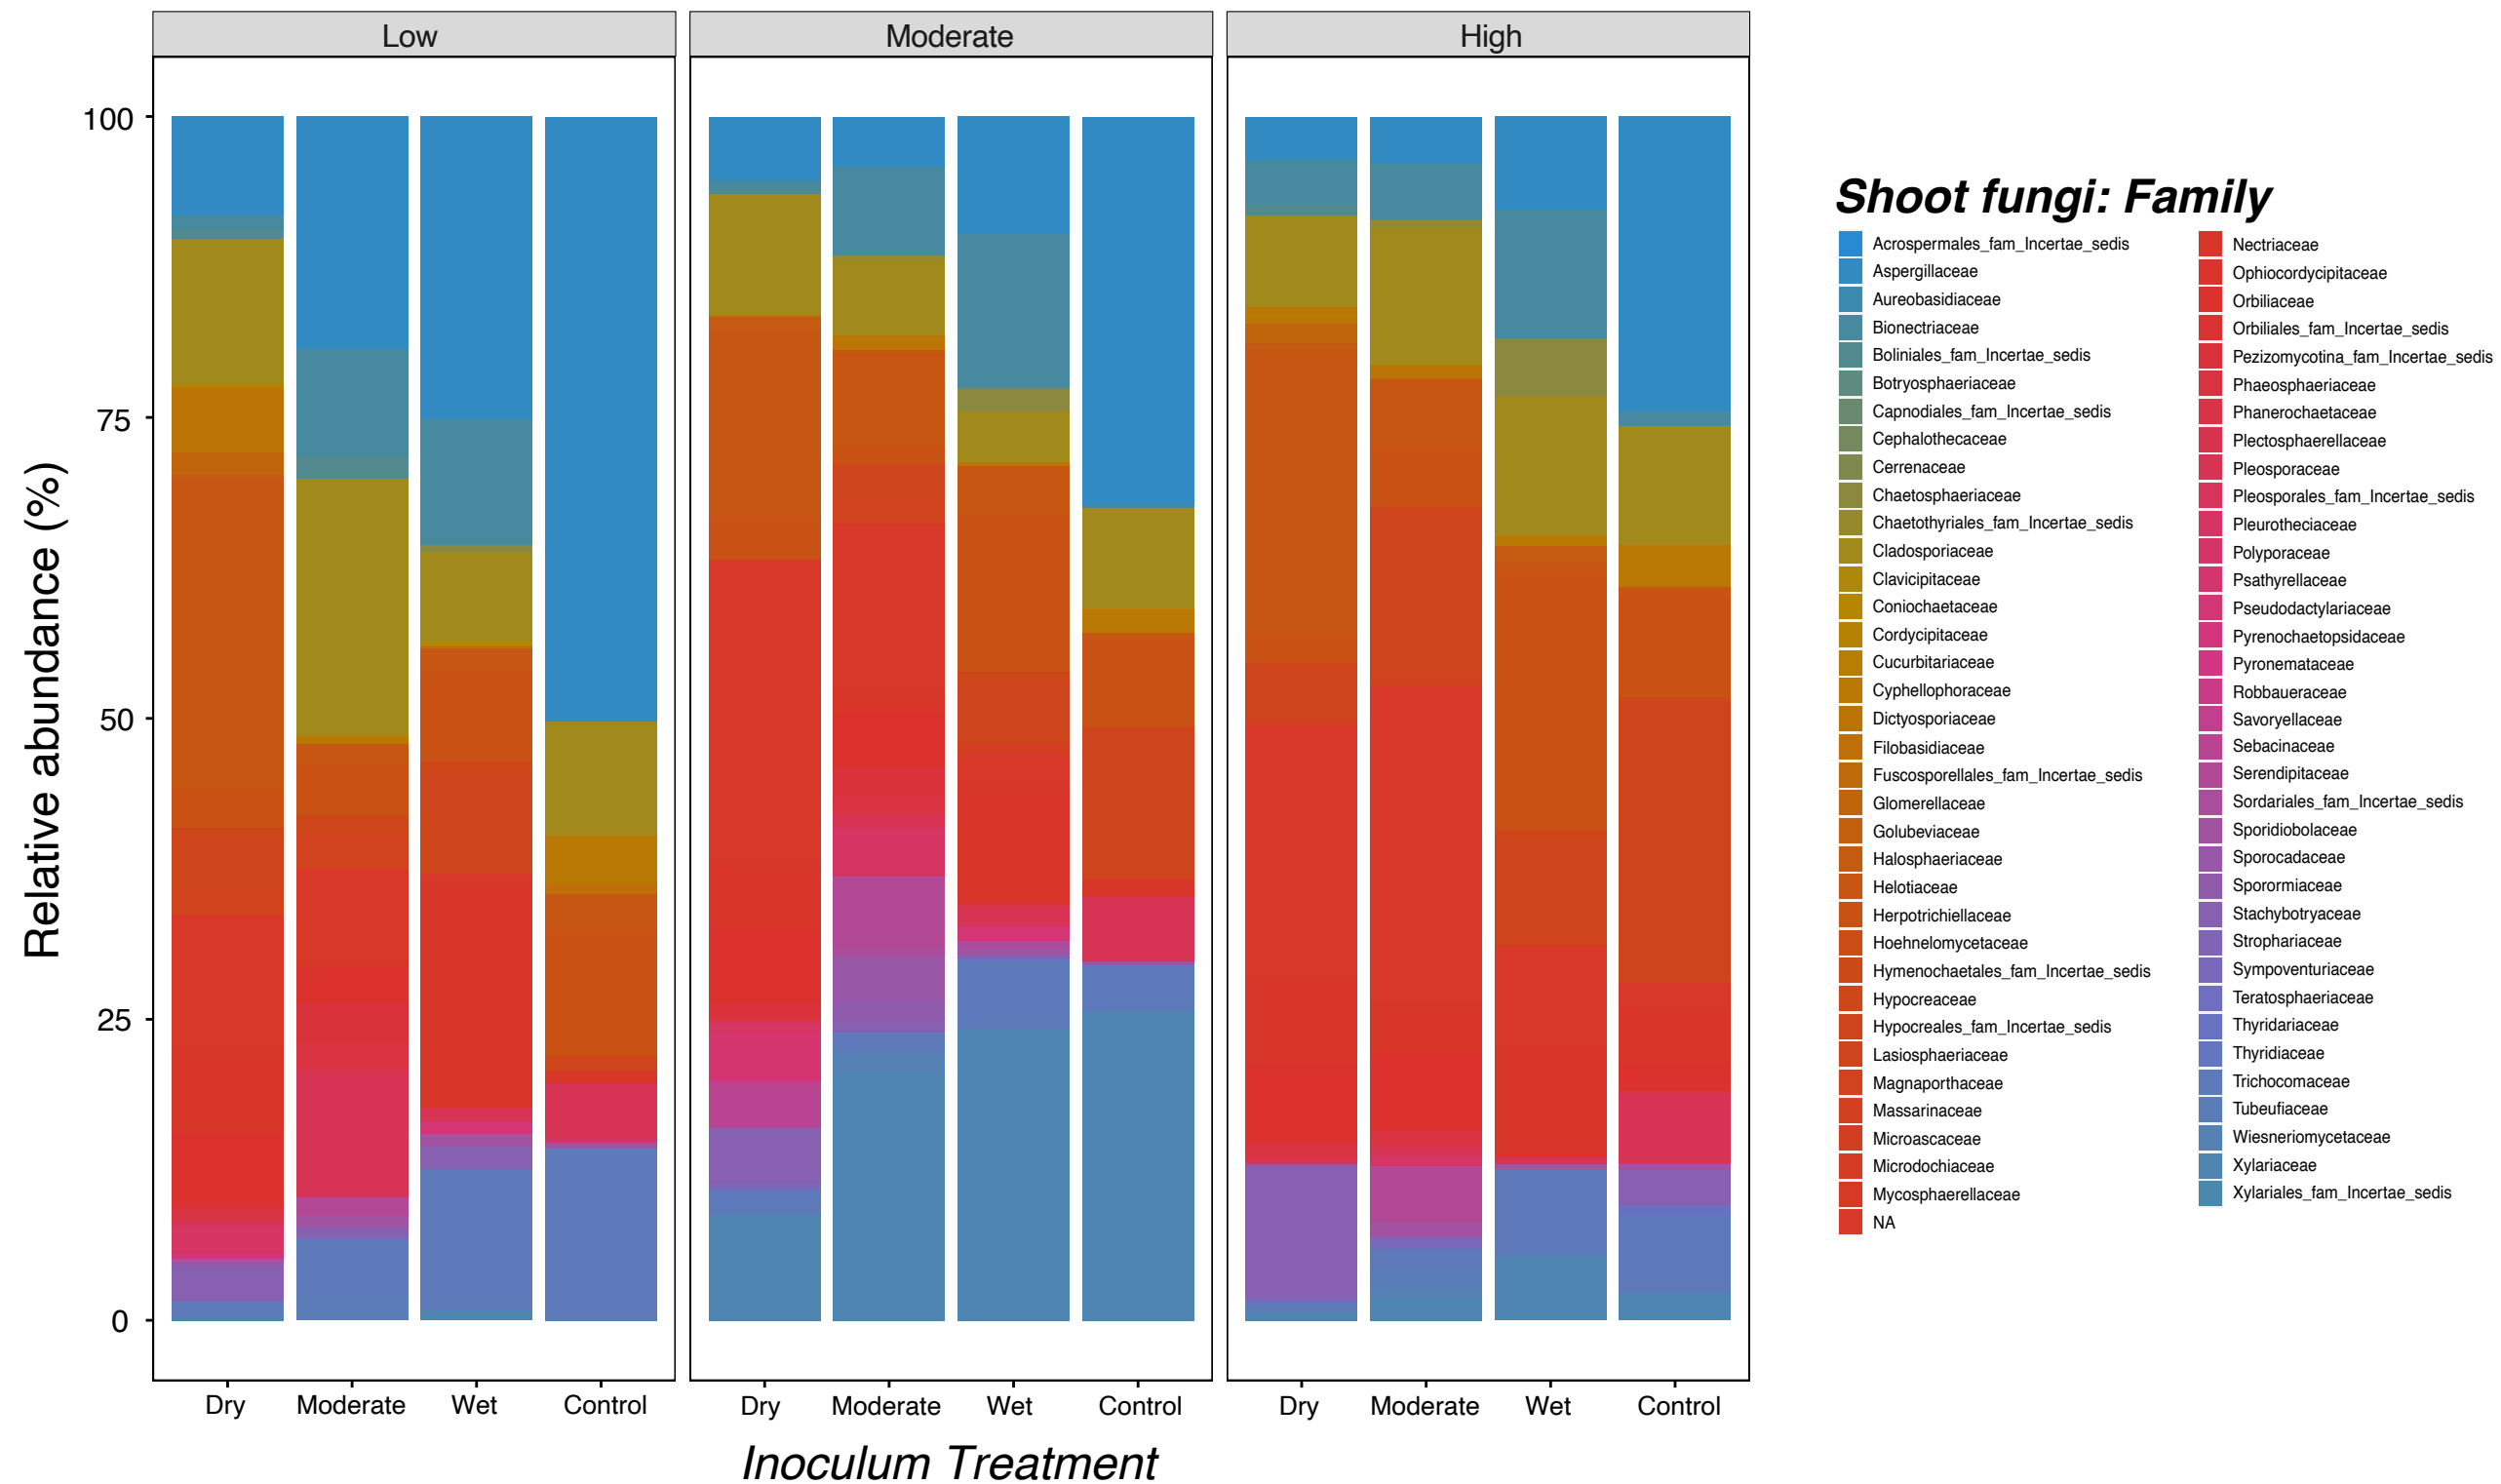 Low
Moderate
High
Relative abundance (%)
100
75
50
25
0
Dry
Moderate
Wet
Control
Dry
Moderate
Wet
Control
Dry
Moderate
Wet
Control
Inoculum Treatment
Shoot fungi: Family
Acrospermales_fam_Incertae_sedis
Aspergillaceae
Aureobasidiaceae
Bionectriaceae
Boliniales_fam_Incertae_sedis
Botryosphaeriaceae
Capnodiales_fam_Incertae_sedis
Cephalothecaceae
Cerrenaceae
Chaetosphaeriaceae
Chaetothyriales_fam_Incertae_sedis
Cladosporiaceae
Clavicipitaceae
Coniochaetaceae
Cordycipitaceae
Cucurbitariaceae
Cyphellophoraceae
Dictyosporiaceae
Filobasidiaceae
Fuscosporellales_fam_Incertae_sedis
Glomerellaceae
Golubeviaceae
Halosphaeriaceae
Helotiaceae
Herpotrichiellaceae
Hoehnelomycetaceae
Hymenochaetales_fam_Incertae_sedis
Hypocreaceae
Hypocreales_fam_Incertae_sedis
Lasiosphaeriaceae
Magnaporthaceae
Massarinaceae
Microascaceae
Microdochiaceae
Mycosphaerellaceae
NA
Nectriaceae
Ophiocordycipitaceae
Orbiliaceae
Orbiliales_fam_Incertae_sedis
Pezizomycotina_fam_Incertae_sedis
Phaeosphaeriaceae
Phanerochaetaceae
Plectosphaerellaceae
Pleosporaceae
Pleosporales_fam_Incertae_sedis
Pleurotheciaceae
Polyporaceae
Psathyrellaceae
Pseudodactylariaceae
Pyrenochaetopsidaceae
Pyronemataceae
Robbaueraceae
Savoryellaceae
Sebacinaceae
Serendipitaceae
Sordariales_fam_Incertae_sedis
Sporidiobolaceae
Sporocadaceae
Sporormiaceae
Stachybotryaceae
Strophariaceae
Sympoventuriaceae
Teratosphaeriaceae
Thyridariaceae
Thyridiaceae
Trichocomaceae
Tubeufiaceae
Wiesneriomycetaceae
Xylariaceae
Xylariales_fam_Incertae_sedis